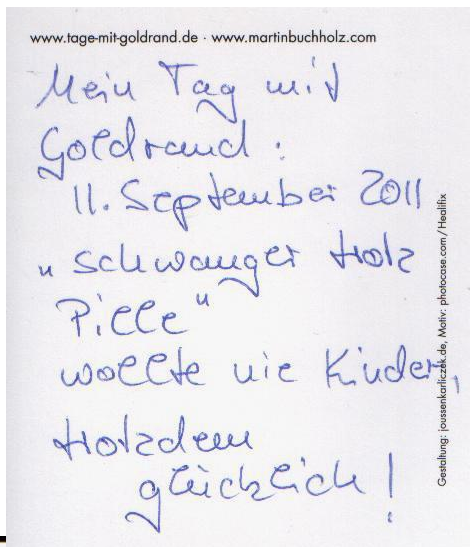 www.tage-mit-goldrand.de · www.martinbuchholz.com
Mein Tag mit
Goldrand:
11. September 2011
„schwanger trotz
Pille"
wollte nie Kinder,
trotzdem
glücklich!
Gestaltung: joussenkarliczek.de, Motiv: photocase.com/Healifix